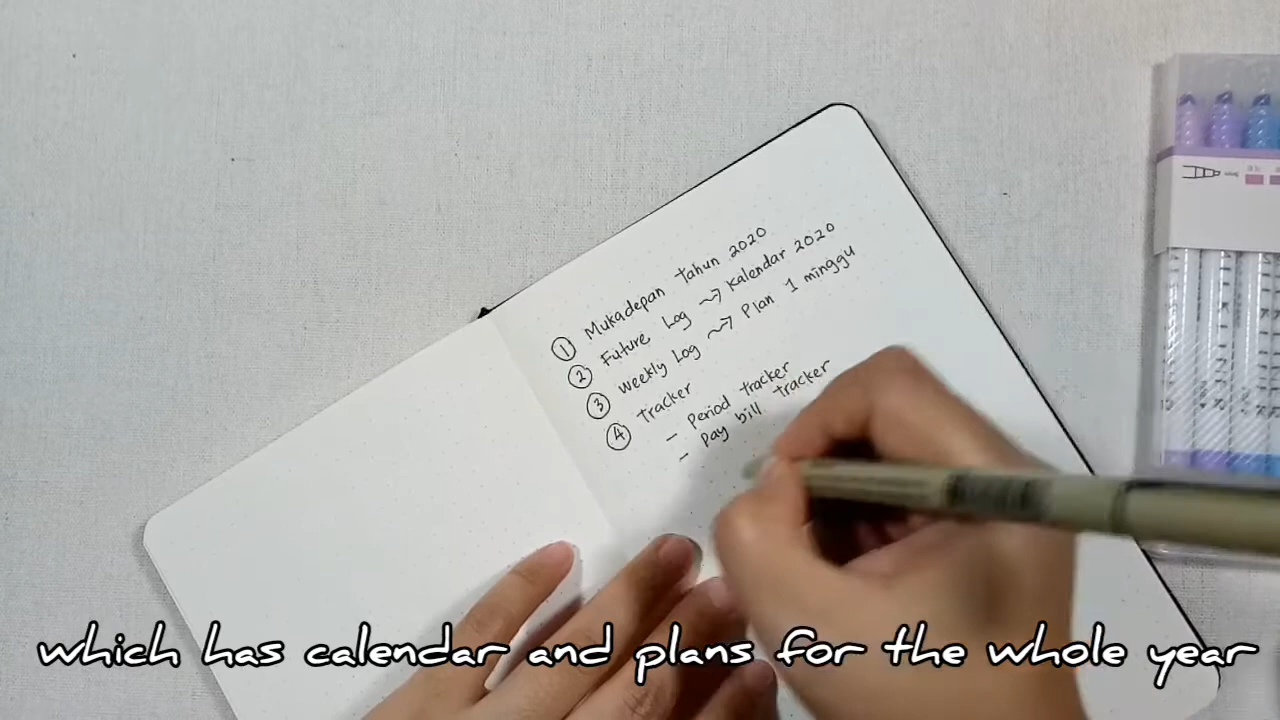 ① Mukadepan Tahun 2020
② Future Log ~> Kalendar 2020
③ Weekly Log ~> Plan 1 minggu
④ Tracker
- Period tracker
- Pay bill tracker
which has calendar and plans for the whole year